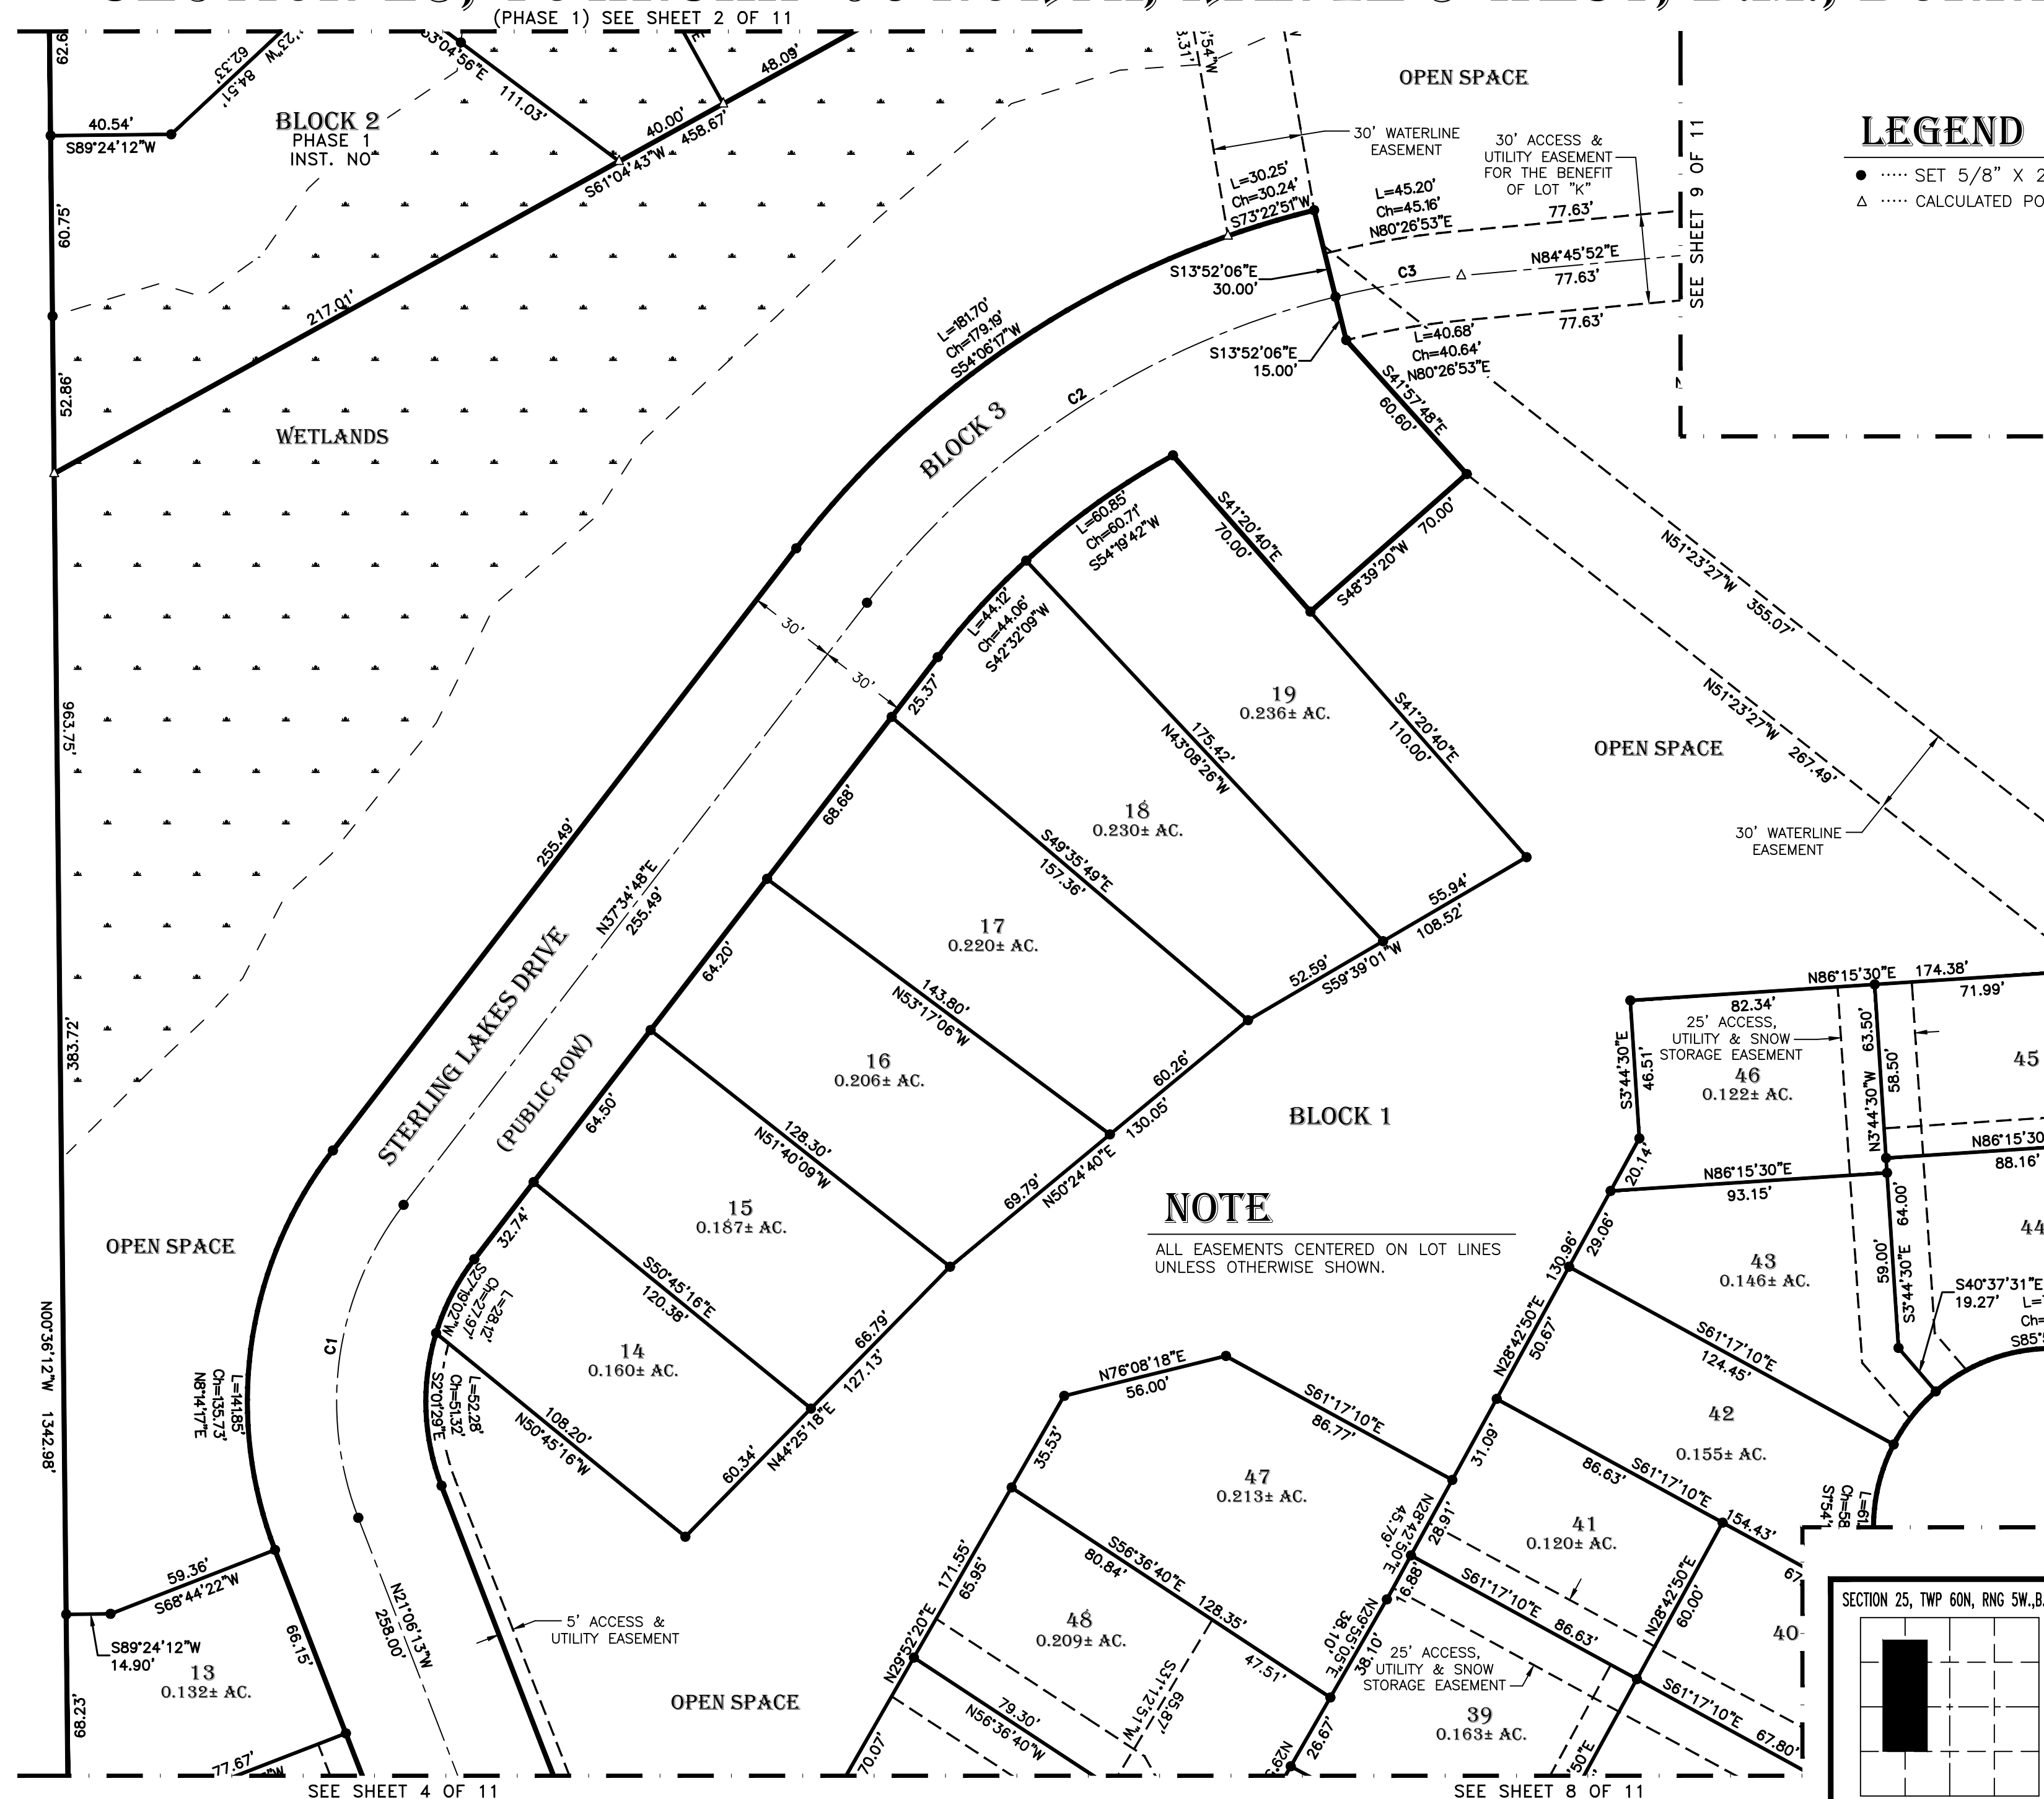 (PHASE 1) SEE SHEET 2 OF 11
OPEN SPACE
LEGEND
SET 5/8" X 2
CALCULATED PO
SEE SHEET 9 OF 11
62.33'
84.51'
40.54'
S89°24'12"W
BLOCK 2
PHASE 1
INST. NO
111.03'
48.09'
40.00'
458.67'
S61°04'43"W
217.01'
60.75'
52.86'
963.75'
383.72'
N00°36'12"W 1342.98'
WETLANDS
30' WATERLINE
EASEMENT
30' ACCESS &
UTILITY EASEMENT
FOR THE BENEFIT
OF LOT "K"
L=30.25'
Ch=30.24'
S73°22'51"W
L=45.20'
Ch=45.16'
N80°26'53"E
77.63'
N84°45'52"E
77.63'
77.63'
C3
S13°52'06"E
30.00'
S13°52'06"E
15.00'
L=40.68'
Ch=40.64'
N80°26'53"E
L=181.70'
Ch=179.19'
S54°06'17"W
C2
BLOCK 3
S41°57'48"E
60.60'
S41°20'40"E
70.00'
S48°39'20"W 70.00'
L=60.85'
Ch=60.71'
S54°19'42"W
L=44.12'
Ch=44.06'
S42°32'09"W
30'
30'
25.37'
N51°23'27"W 355.07'
N51°23'27"W 267.49'
OPEN SPACE
30' WATERLINE
EASEMENT
19
0.236± AC.
S41°20'40"E
110.00'
175.42'
N43°08'26"W
18
0.230± AC.
68.68'
S49°35'49"E
157.36'
55.94'
108.52'
52.59'
S59°39'01"W
17
0.220± AC.
64.20'
143.80'
N53°17'06"W
60.26'
130.05'
16
0.206± AC.
64.50'
128.30'
N51°40'09"W
69.79'
N50°24'40"E
15
0.187± AC.
32.74'
S50°45'16"E
120.38'
66.79'
127.13'
14
0.160± AC.
L=28.12'
Ch=27.97'
S27°19'02"W
L=52.28'
Ch=51.32'
S2°01'29"E
108.20'
N50°45'16"W
60.34'
N44°25'18"E
255.49'
N37°34'48"E
255.49'
STERLING LAKES DRIVE
(PUBLIC ROW)
C1
OPEN SPACE
L=141.85'
Ch=135.73'
N8°14'17"E
BLOCK 1
NOTE
ALL EASEMENTS CENTERED ON LOT LINES
UNLESS OTHERWISE SHOWN.
N86°15'30"E 174.38'
82.34'
71.99'
25' ACCESS,
UTILITY & SNOW
STORAGE EASEMENT
46
0.122± AC.
S3°44'30"E
46.51'
N3°44'30"W 63.50'
58.50'
45
20.14'
N86°15'30"E
93.15'
88.16'
29.06'
130.96'
43
0.146± AC.
64.00'
59.00'
S3°44'30"E
44
S40°37'31"E
19.27'
N28°42'50"E
50.67'
S61°17'10"E
124.45'
42
0.155± AC.
31.09'
S61°17'10"E
86.63'
154.43'
N76°08'18"E
56.00'
S61°17'10"E
86.77'
35.53'
47
0.213± AC.
N28°42'50"E
45.79'
28.91'
41
0.120± AC.
16.88'
S61°17'10"E
86.63'
N28°42'50"E
60.00'
171.55'
65.95'
N29°52'20"E
S56°36'40"E
80.84'
128.35'
47.51'
48
0.209± AC.
S31°12'51"W
65.87'
N29°55'05"E
38.10'
38.10'
25' ACCESS,
UTILITY & SNOW
STORAGE EASEMENT
39
0.163± AC.
26.67'
79.30'
N56°36'40"W
70.07'
S61°17'10"E
67.80'
40
59.36'
S68°44'22"W
S89°24'12"W
14.90'
13
0.132± AC.
66.15'
68.23'
77.67'
N21°06'13"W
258.00'
5' ACCESS &
UTILITY EASEMENT
OPEN SPACE
SECTION 25, TWP 60N, RNG 5W.,B.
SEE SHEET 4 OF 11
SEE SHEET 8 OF 11